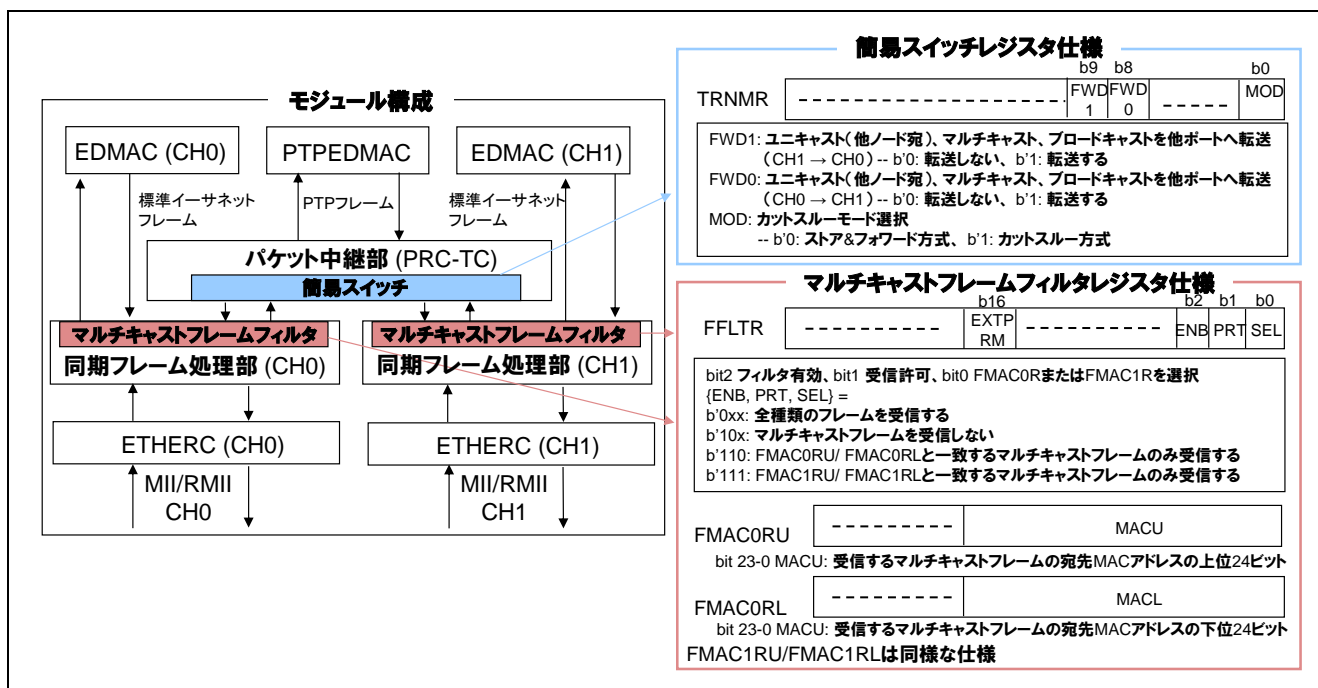 モジュール構成
EDMAC (CH0)
PTPEDMAC
EDMAC (CH1)
標準イーサネット
フレーム
PTPフレーム
標準イーサネット
フレーム
パケット中継部 (PRC-TC)
簡易スイッチ
マルチキャストフレームフィルタ
マルチキャストフレームフィルタ
同期フレーム処理部 (CH0)
同期フレーム処理部 (CH1)
ETHERC (CH0)
ETHERC (CH1)
MII/RMII
CH0
MII/RMII
CH1
簡易スイッチレジスタ仕様
b9 b8 b0
TRNMR
FWD
1
FWD
0
MOD
FWD1: ユニキャスト(他ノード宛)、マルチキャスト、ブロードキャストを他ポートへ転送
(CH1 → CH0) -- b'0: 転送しない、b'1: 転送する
FWD0: ユニキャスト(他ノード宛)、マルチキャスト、ブロードキャストを他ポートへ転送
(CH0 → CH1) -- b'0: 転送しない、b'1: 転送する
MOD: カットスルーモード選択
-- b'0: ストア&フォワード方式、b'1: カットスルー方式
マルチキャストフレームフィルタレジスタ仕様
b16 b2 b1 b0
FFLTR
EXTP
RM
ENB PRT SEL
bit2 フィルタ有効、bit1 受信許可、bit0 FMAC0RまたはFMAC1Rを選択
{ENB, PRT, SEL} =
b'0xx: 全種類のフレームを受信する
b'10x: マルチキャストフレームを受信しない
b'110: FMAC0RU/ FMAC0RLと一致するマルチキャストフレームのみ受信する
b'111: FMAC1RU/ FMAC1RLと一致するマルチキャストフレームのみ受信する
FMAC0RU
MACU
bit 23-0 MACU: 受信するマルチキャストフレームの宛先MACアドレスの上位24ビット
FMAC0RL
MACL
bit 23-0 MACU: 受信するマルチキャストフレームの宛先MACアドレスの下位24ビット
FMAC1RU/FMAC1RLは同様な仕様